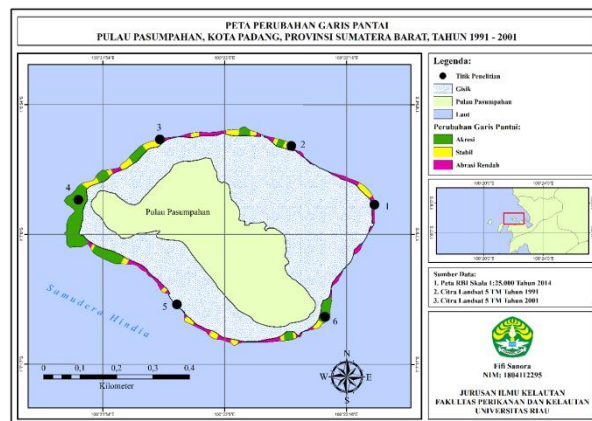 PETA PERUBAHAN GARIS PANTAI
PULAU PASUMPAHAN, KOTA PADANG, PROVINSI SUMATERA BARAT, TAHUN 1991 - 2001
Legenda:
Titik Penelitian
Gisik
Pulau Pasumpahan
Laut
Perubahan Garis Pantai:
Akresi
Stabil
Abrasi Rendah
3
2
4
1
Pulau Pasumpahan
5
6
Samudera Hindia
N
W E
S
0 0,1 0,2 0,3 0,4
Kilometer
Sumber Data:
1. Peta RBI Skala 1:25.000 Tahun 2014
2. Citra Landsat 5 TM Tahun 1991
3. Citra Landsat 5 TM Tahun 2001
Fifi Sanora
NIM: 1804112295
JURUSAN ILMU KELAUTAN
FAKULTAS PERIKANAN DAN KELAUTAN
UNIVERSITAS RIAU